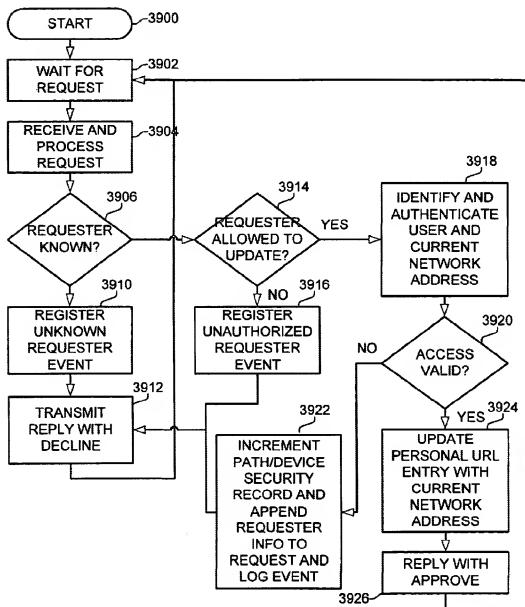 START
3900
WAIT FOR
REQUEST
3902
RECEIVE AND
PROCESS
REQUEST
3904
REQUESTER
KNOWN?
3906
REGISTER
UNKNOWN
REQUESTER
EVENT
3910
TRANSMIT
REPLY WITH
DECLINE
3912
REQUESTER
ALLOWED TO
UPDATE?
3914
YES
NO
REGISTER
UNAUTHORIZED
REQUESTER
EVENT
3916
IDENTIFY AND
AUTHENTICATE
USER AND
CURRENT
NETWORK
ADDRESS
3918
ACCESS
VALID?
3920
NO
YES
INCREMENT
PATH/DEVICE
SECURITY
RECORD AND
APPEND
REQUESTER
INFO TO
REQUEST AND
LOG EVENT
3922
UPDATE
PERSONAL URL
ENTRY WITH
CURRENT
NETWORK
ADDRESS
3924
REPLY WITH
APPROVE
3926